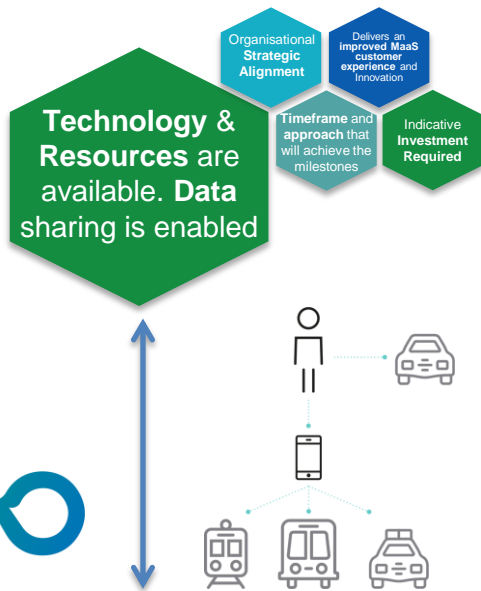 Organisational
Strategic
Alignment
Delivers an
improved MaaS
customer
experience and
Innovation
Technology &
Resources are
available. Data
sharing is enabled
Timeframe and
approach that
will achieve the
milestones
Indicative
Investment
Required